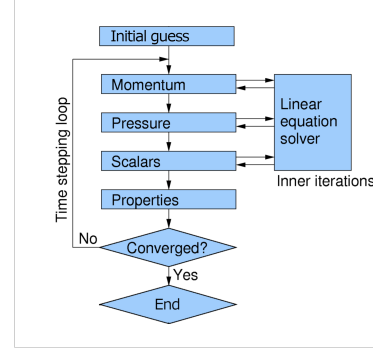 Initial guess
Momentum
Pressure
Scalars
Properties
Converged?
No
Yes
End
Time stepping loop
Linear
equation
solver
Inner iterations